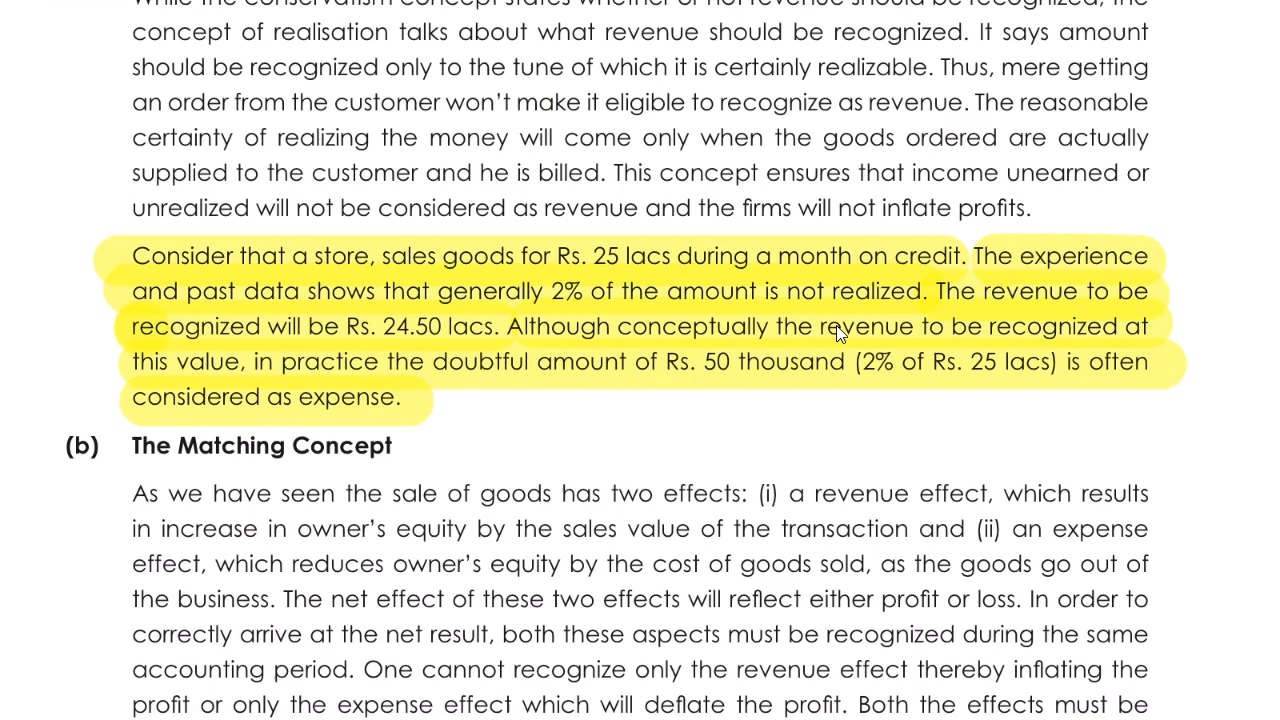 While the conservatism concept states whether or not revenue should be recognized, the
concept of realisation talks about what revenue should be recognized. It says amount
should be recognized only to the tune of which it is certainly realizable. Thus, mere getting
an order from the customer won't make it eligible to recognize as revenue. The reasonable
certainty of realizing the money will come only when the goods ordered are actually
supplied to the customer and he is billed. This concept ensures that income unearned or
unrealized will not be considered as revenue and the firms will not inflate profits.
Consider that a store, sales goods for Rs. 25 lacs during a month on credit. The experience
and past data shows that generally 2% of the amount is not realized. The revenue to be
recognized will be Rs. 24.50 lacs. Although conceptually the revenue to be recognized at
this value, in practice the doubtful amount of Rs. 50 thousand (2% of Rs. 25 lacs) is often
considered as expense.
(b) The Matching Concept
As we have seen the sale of goods has two effects: (i) a revenue effect, which results
in increase in owner's equity by the sales value of the transaction and (ii) an expense
effect, which reduces owner's equity by the cost of goods sold, as the goods go out of
the business. The net effect of these two effects will reflect either profit or loss. In order to
correctly arrive at the net result, both these aspects must be recognized during the same
accounting period. One cannot recognize only the revenue effect thereby inflating the
profit or only the expense effect which will deflate the profit. Both the effects must be